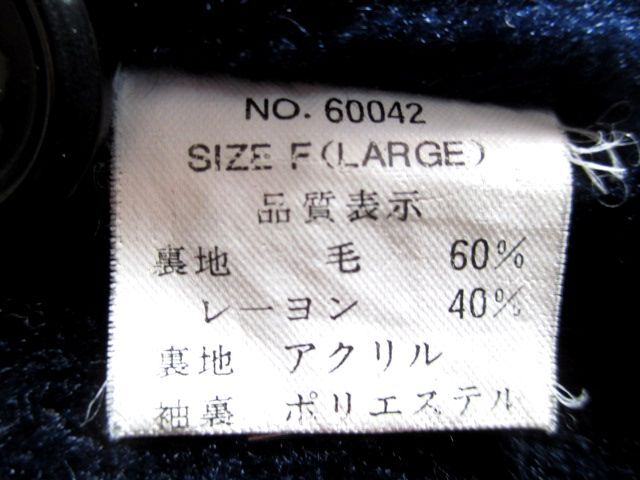 NO. 60042
SIZE F(LARGE)
品質表示
裏地 毛 60%
レーヨン 40%
裏地 アクリル
袖裏 ポリエステル